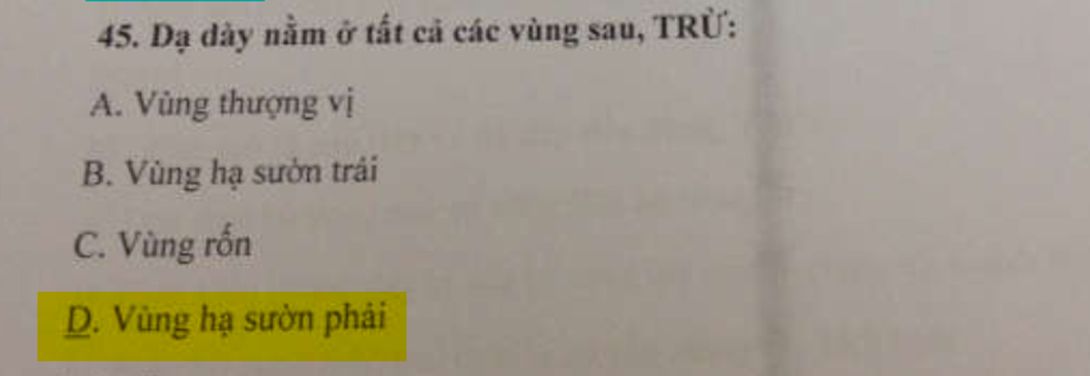 45. Dạ dày nằm ở tất cả các vùng sau, TRỪ:
A. Vùng thượng vị
B. Vùng hạ sườn trái
C. Vùng rốn
D. Vùng hạ sườn phải